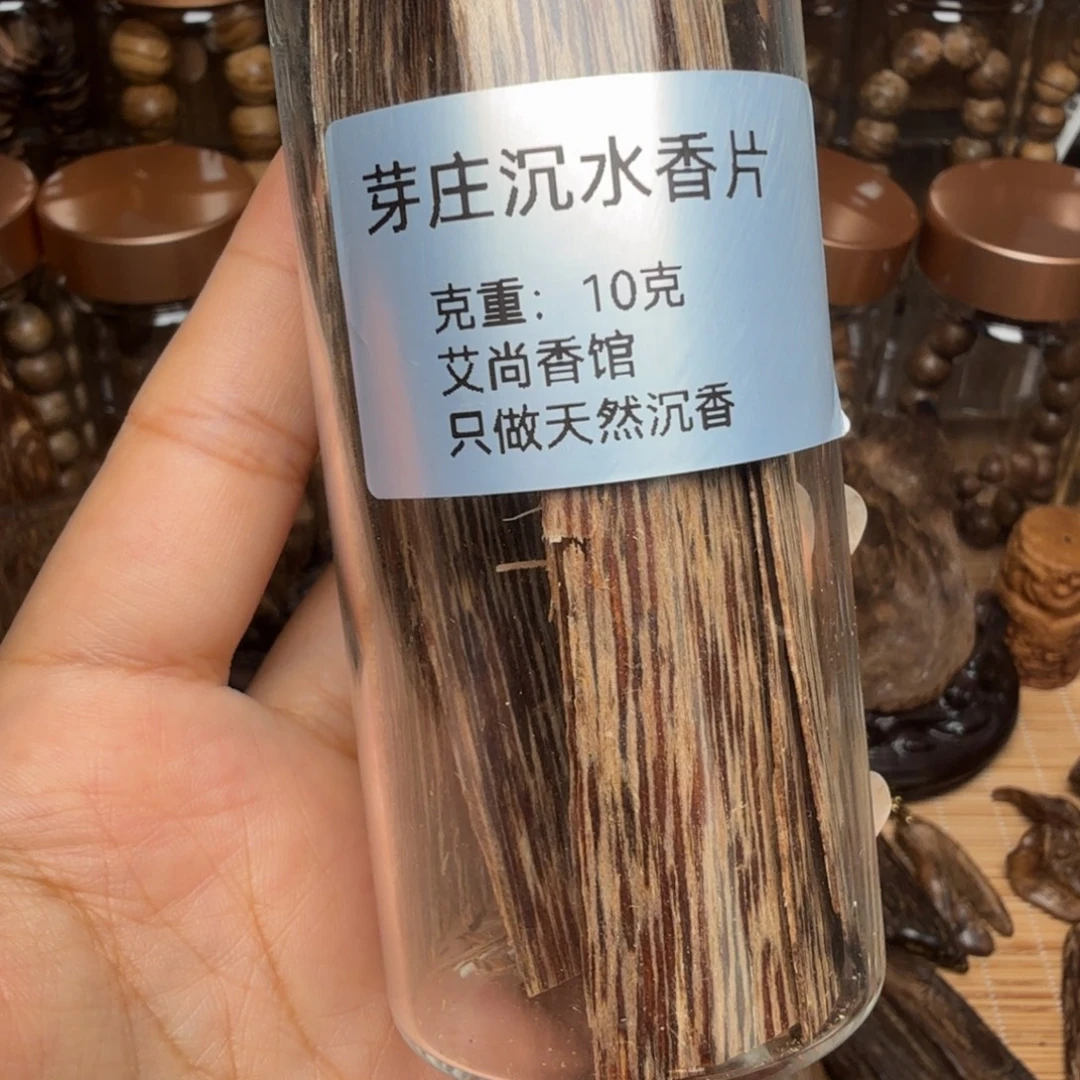 芽庄沉水香片
克重：10克
艾尚香馆
只做天然沉香